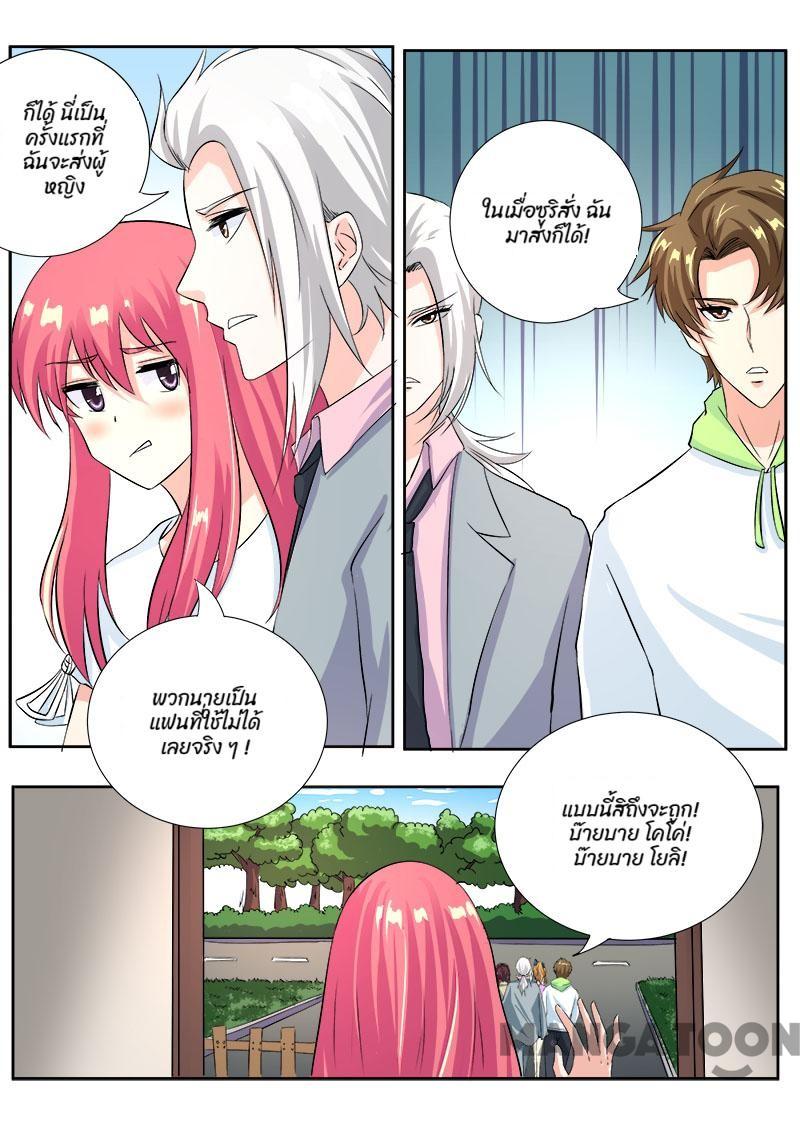 ก็ได้ นี่เป็น
ครั้งแรกที่
ฉันจะส่งผู้
หญิง
ในเมื่อซูริสั่ง ฉัน
มาส่งก็ได้!
พวกนายเป็น
แฟนที่ใช้ไม่ได้
เลยจริง ๆ !
แบบนี้สิถึงจะถูก!
บ๊ายบาย โคโค่!
บ๊ายบาย โยลิ!
MANGATOON